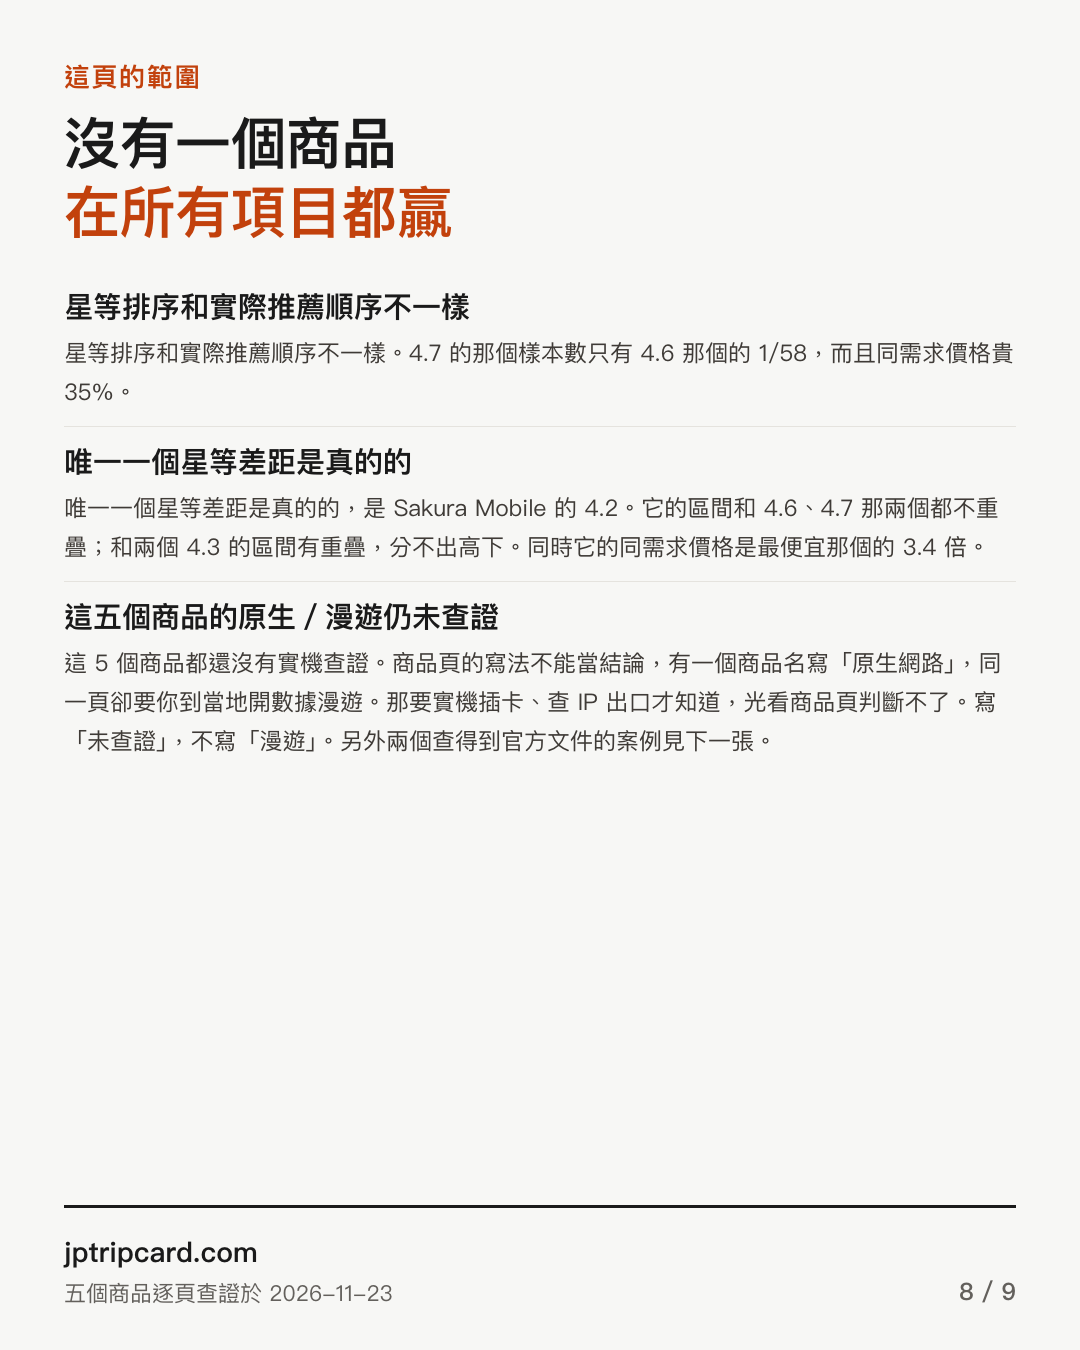 這頁的範圍
沒有一個商品
在所有項目都贏
星等排序和實際推薦順序不一樣
星等排序和實際推薦順序不一樣。4.7 的那個樣本數只有 4.6 那個的 1/58，而且同需求價格貴
35%。
唯一一個星等差距是真的的
唯一一個星等差距是真的的，是 Sakura Mobile 的 4.2。它的區間和 4.6、4.7 那兩個都不重
疊；和兩個 4.3 的區間有重疊，分不出高下。同時它的同需求價格是最便宜那個的 3.4 倍。
這五個商品的原生 / 漫遊仍未查證
這 5 個商品都還沒有實機查證。商品頁的寫法不能當結論，有一個商品名寫「原生網路」，同
一頁卻要你到當地開數據漫遊。那要實機插卡、查 IP 出口才知道，光看商品頁判斷不了。寫
「未查證」，不寫「漫遊」。另外兩個查得到官方文件的案例見下一張。
jptripcard.com
五個商品逐頁查證於 2026–11–23
8 / 9